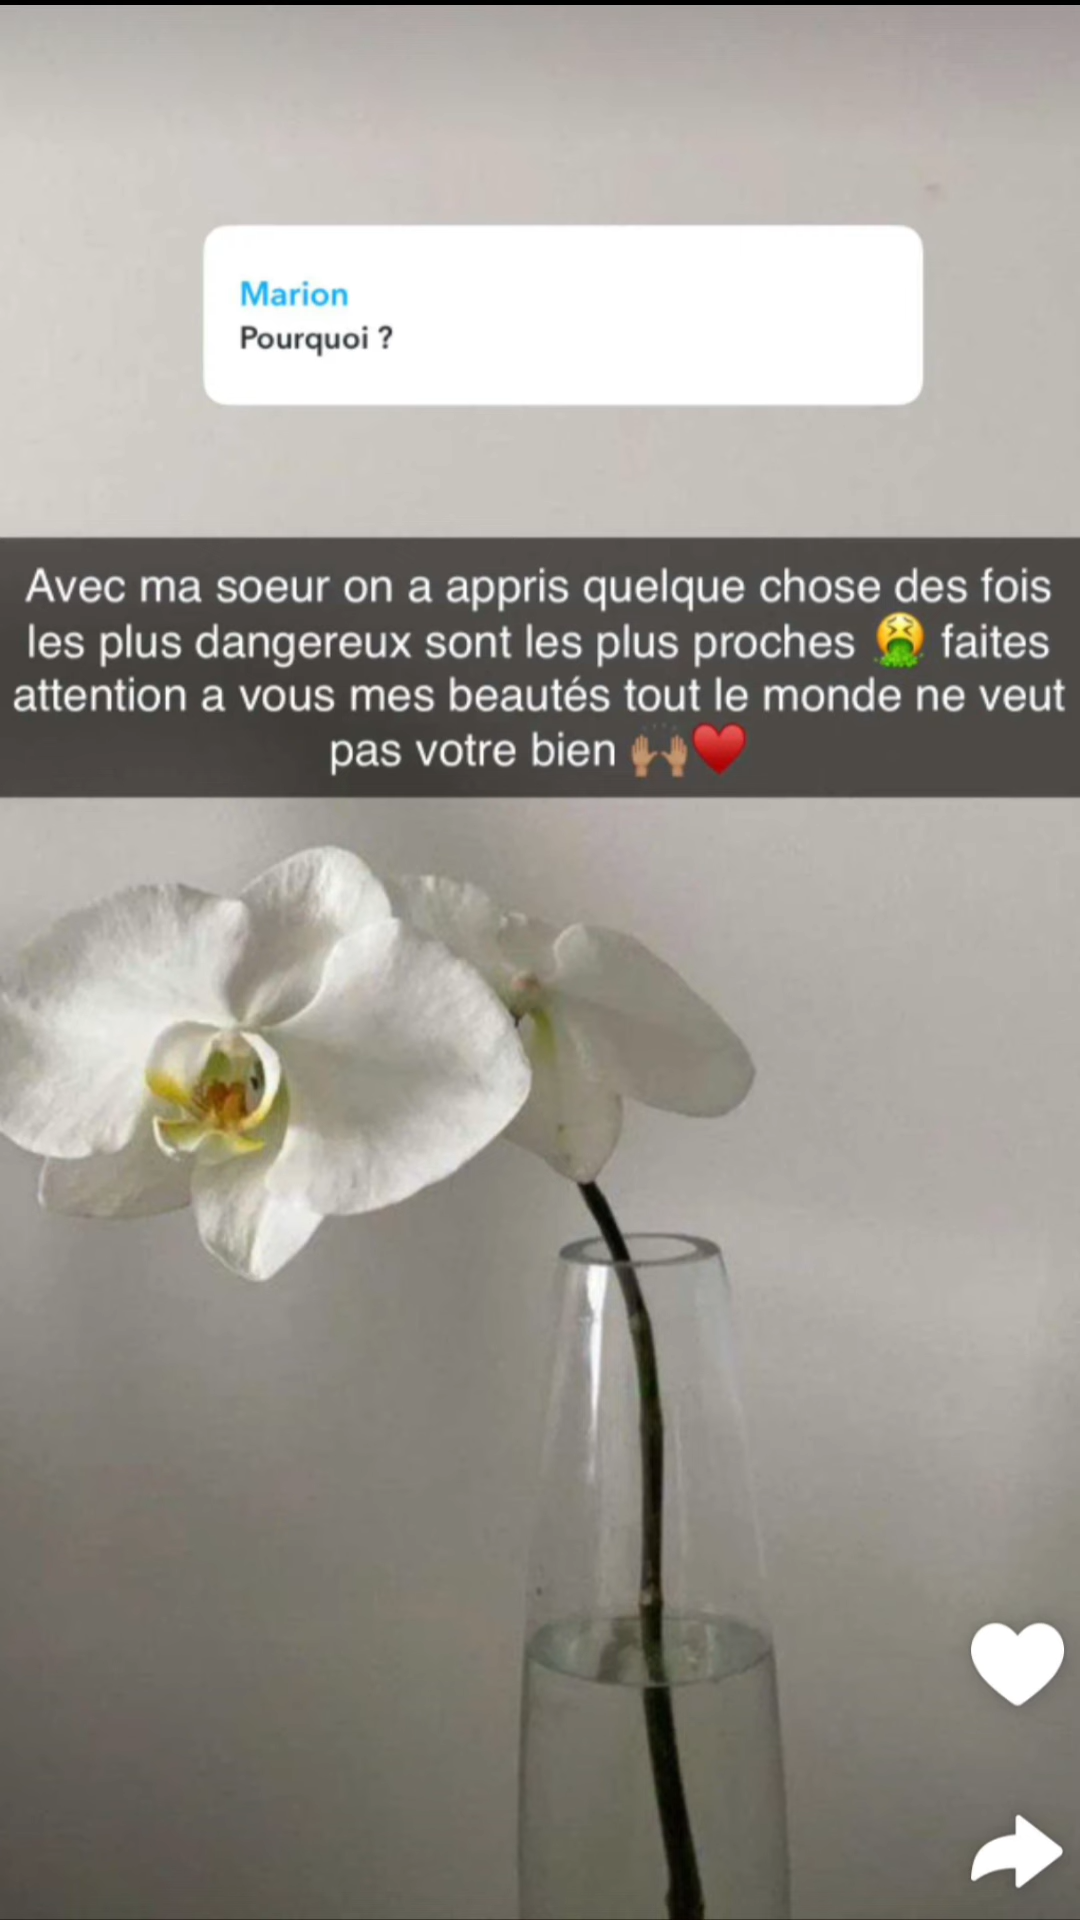 Marion
Pourquoi ?
Avec ma soeur on a appris quelque chose des fois
les plus dangereux sont les plus proches 🤮 faites
attention a vous mes beautés tout le monde ne veut
pas votre bien 🙌🏽♥️